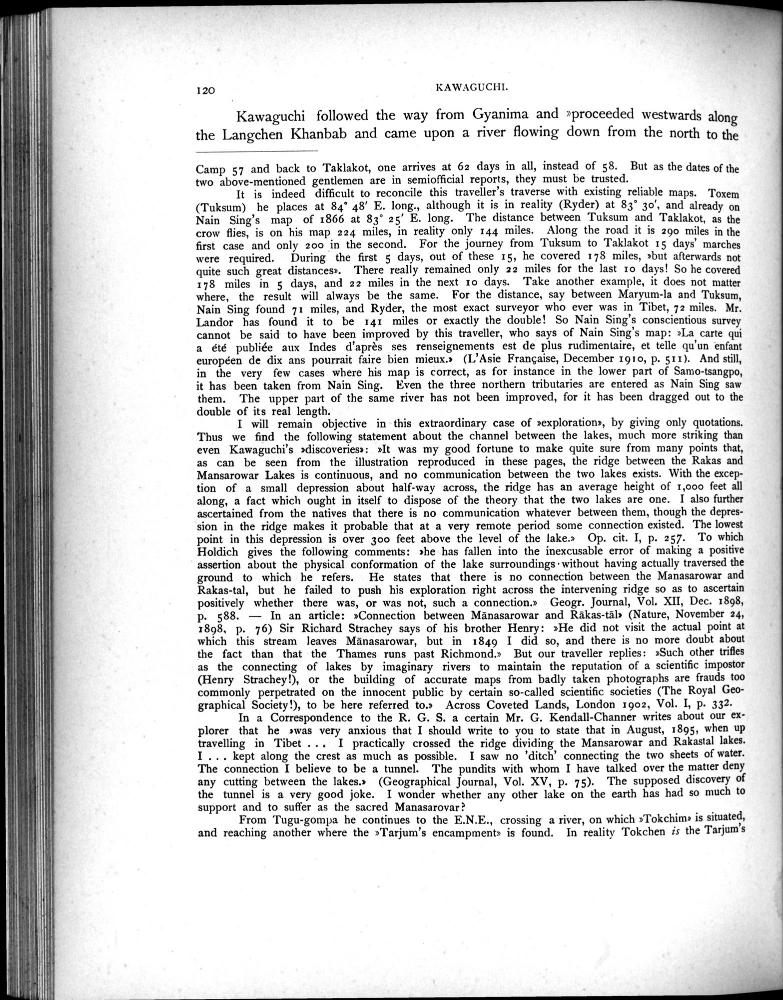 120
KAWAGUCHI.
Kawaguchi followed the way from Gyanima and »proceeded westwards along
the Langchen Khanbab and came upon a river flowing down from the north to the
Camp 57 and back to Taklakot, one arrives at 62 days in all, instead of 58. But as the dates of the
two above-mentioned gentlemen are in semiofficial reports, they must be trusted.
It is indeed difficult to reconcile this traveller's traverse with existing reliable maps. Toxem
(Tuksum) he places at 84° 48′ E. long., although it is in reality (Ryder) at 83° 30′, and already on
Nain Sing's map of 1866 at 83° 25′ E. long. The distance between Tuksum and Taklakot, as the
crow flies, is on his map 224 miles, in reality only 144 miles. Along the road it is 290 miles in the
first case and only 200 in the second. For the journey from Tuksum to Taklakot 15 days' marches
were required. During the first 5 days, out of these 15, he covered 178 miles, »but afterwards not
quite such great distances». There really remained only 22 miles for the last 10 days! So he covered
178 miles in 5 days, and 22 miles in the next 10 days. Take another example, it does not matter
where, the result will always be the same. For the distance, say between Maryum-la and Tuksum,
Nain Sing found 71 miles, and Ryder, the most exact surveyor who ever was in Tibet, 72 miles. Mr.
Landor has found it to be 141 miles or exactly the double! So Nain Sing's conscientious survey
cannot be said to have been improved by this traveller, who says of Nain Sing's map: »La carte qui
a été publiée aux Indes d'après ses renseignements est de plus rudimentaire, et telle qu'un enfant
européen de dix ans pourrait faire bien mieux.» (L'Asie Française, December 1910, p. 511). And still,
in the very few cases where his map is correct, as for instance in the lower part of Samo-tsangpo,
it has been taken from Nain Sing. Even the three northern tributaries are entered as Nain Sing saw
them. The upper part of the same river has not been improved, for it has been dragged out to the
double of its real length.
I will remain objective in this extraordinary case of »exploration», by giving only quotations.
Thus we find the following statement about the channel between the lakes, much more striking than
even Kawaguchi's »discoveries»: »It was my good fortune to make quite sure from many points that,
as can be seen from the illustration reproduced in these pages, the ridge between the Rakas and
Mansarowar Lakes is continuous, and no communication between the two lakes exists. With the excep-
tion of a small depression about half-way across, the ridge has an average height of 1,000 feet all
along, a fact which ought in itself to dispose of the theory that the two lakes are one. I also further
ascertained from the natives that there is no communication whatever between them, though the depres-
sion in the ridge makes it probable that at a very remote period some connection existed. The lowest
point in this depression is over 300 feet above the level of the lake.» Op. cit. I, p. 257. To which
Holdich gives the following comments: »he has fallen into the inexcusable error of making a positive
assertion about the physical conformation of the lake surroundings without having actually traversed the
ground to which he refers. He states that there is no connection between the Manasarowar and
Rakas-tal, but he failed to push his exploration right across the intervening ridge so as to ascertain
positively whether there was, or was not, such a connection.» Geogr. Journal, Vol. XII, Dec. 1898,
p. 588. — In an article: »Connection between Mānasarowar and Rākas-tāl» (Nature, November 24,
1898, p. 76) Sir Richard Strachey says of his brother Henry: »He did not visit the actual point at
which this stream leaves Mānasarowar, but in 1849 I did so, and there is no more doubt about
the fact than that the Thames runs past Richmond.» But our traveller replies: »Such other trifles
as the connecting of lakes by imaginary rivers to maintain the reputation of a scientific impostor
(Henry Strachey!), or the building of accurate maps from badly taken photographs are frauds too
commonly perpetrated on the innocent public by certain so-called scientific societies (The Royal Geo-
graphical Society!), to be here referred to.» Across Coveted Lands, London 1902, Vol. I, p. 332.
In a Correspondence to the R. G. S. a certain Mr. G. Kendall-Channer writes about our ex-
plorer that he »was very anxious that I should write to you to state that in August, 1895, when up
travelling in Tibet . . . I practically crossed the ridge dividing the Mansarowar and Rakastal lakes.
I . . . kept along the crest as much as possible. I saw no 'ditch' connecting the two sheets of water.
The connection I believe to be a tunnel. The pundits with whom I have talked over the matter deny
any cutting between the lakes.» (Geographical Journal, Vol. XV, p. 75). The supposed discovery of
the tunnel is a very good joke. I wonder whether any other lake on the earth has had so much to
support and to suffer as the sacred Manasarovar?
From Tugu-gompa he continues to the E.N.E., crossing a river, on which »Tokchim» is situated,
and reaching another where the »Tarjum's encampment» is found. In reality Tokchen is the Tarjum's